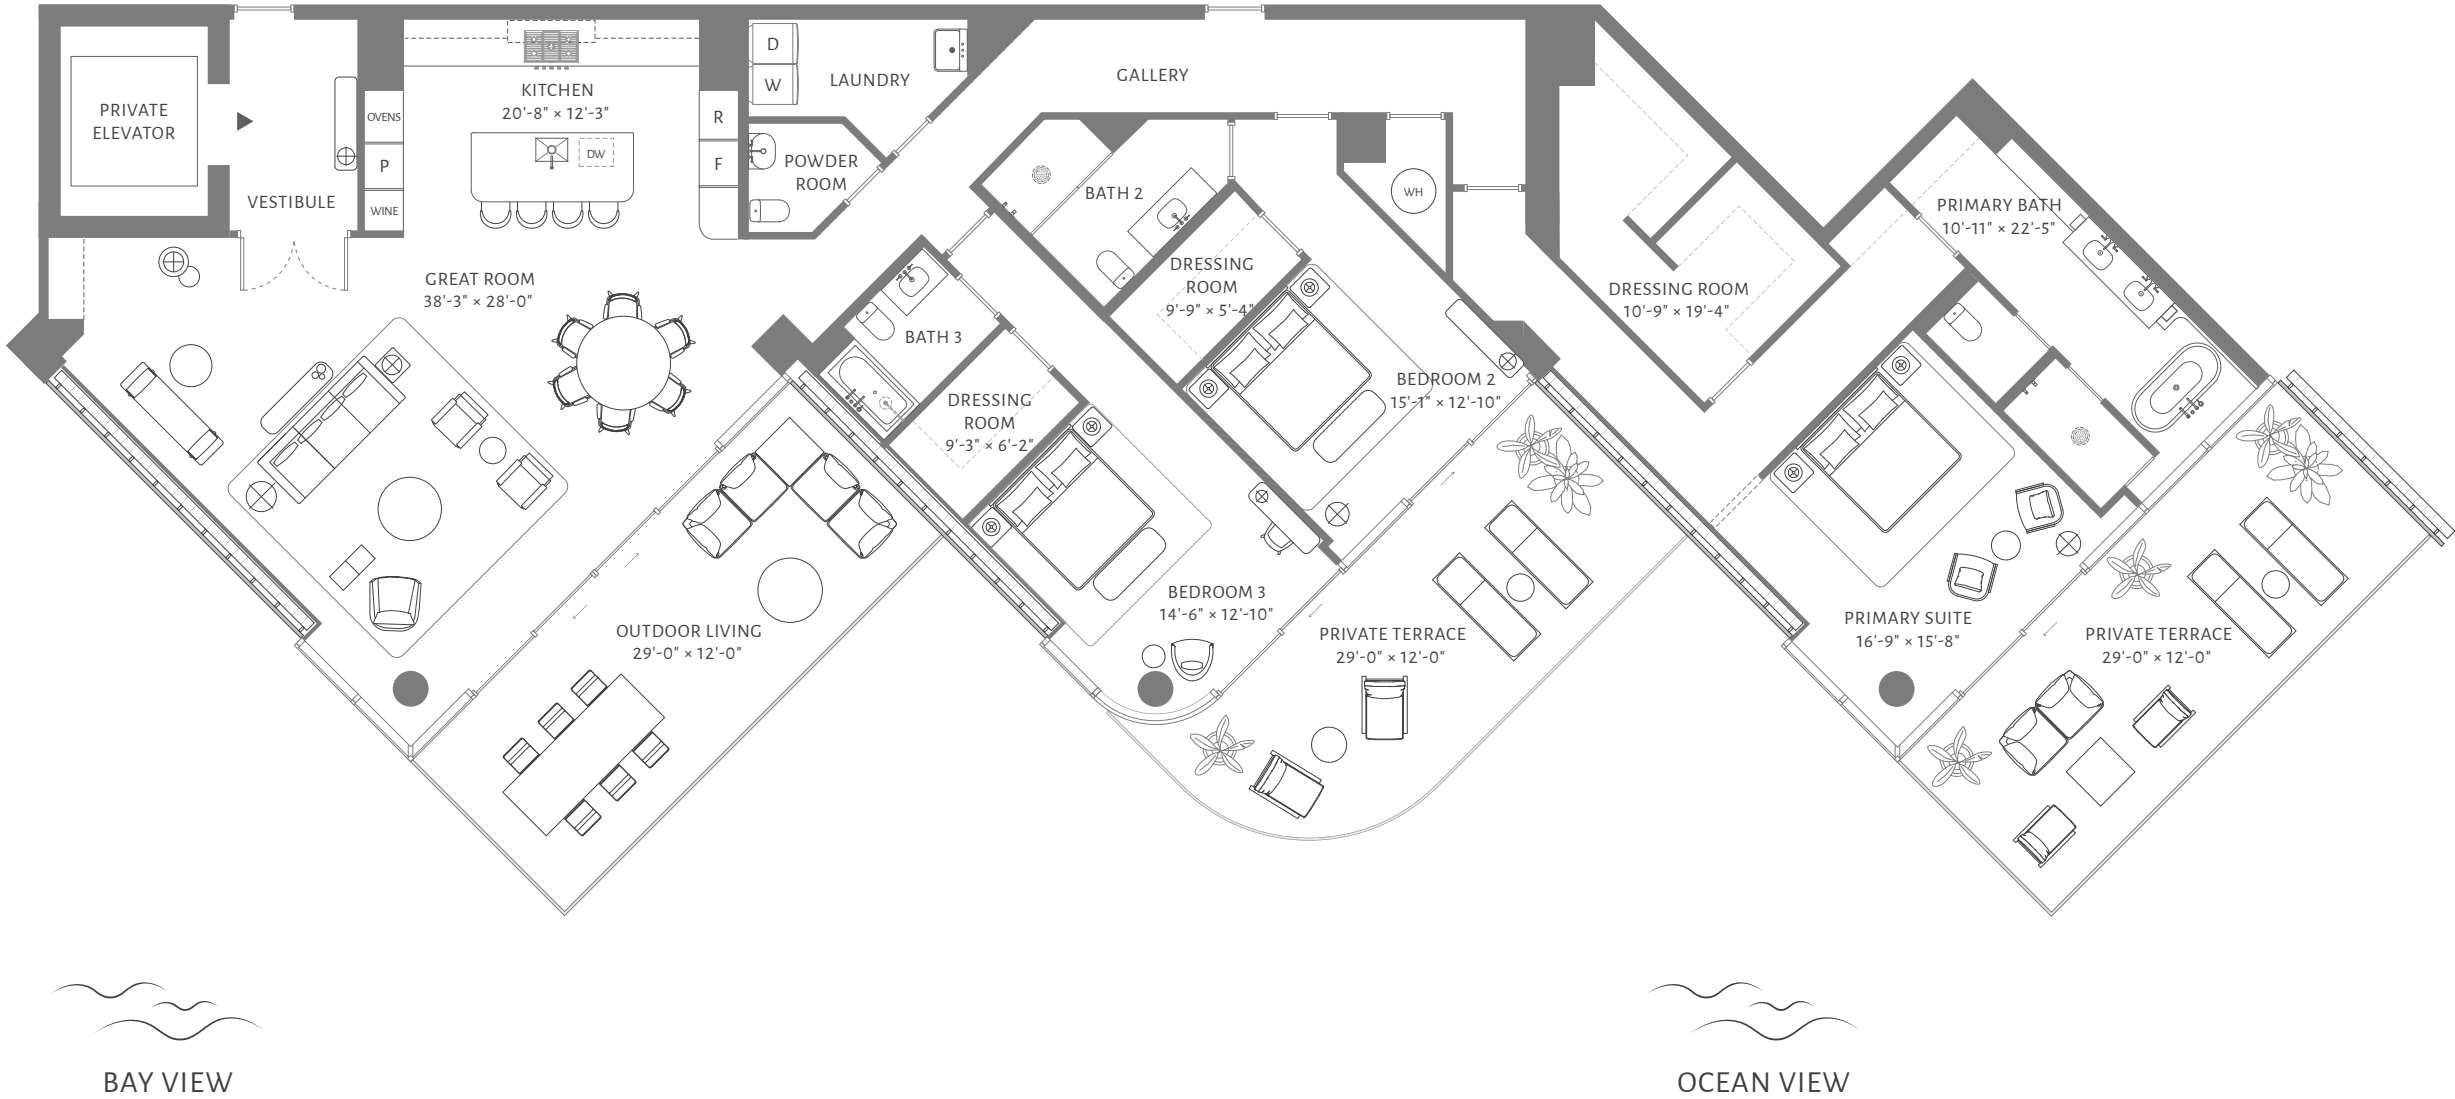 PRIVATE
ELEVATOR
VESTIBULE
OVENS
P
WINE
KITCHEN
20'-8" × 12'-3"
DW
R
F
D
W
LAUNDRY
POWDER
ROOM
GALLERY
GREAT ROOM
38'-3" × 28'-0"
OUTDOOR LIVING
29'-0" × 12'-0"
BATH 3
DRESSING
ROOM
9'-3" × 6'-2"
BEDROOM 3
14'-6" × 12'-10"
BATH 2
DRESSING
ROOM
9'-9" × 5'-4"
WH
BEDROOM 2
15'-1" × 12'-10"
PRIVATE TERRACE
29'-0" × 12'-0"
DRESSING ROOM
10'-9" × 19'-4"
PRIMARY BATH
10'-11" × 22'-5"
PRIMARY SUITE
16'-9" × 15'-8"
PRIVATE TERRACE
29'-0" × 12'-0"
BAY VIEW
OCEAN VIEW